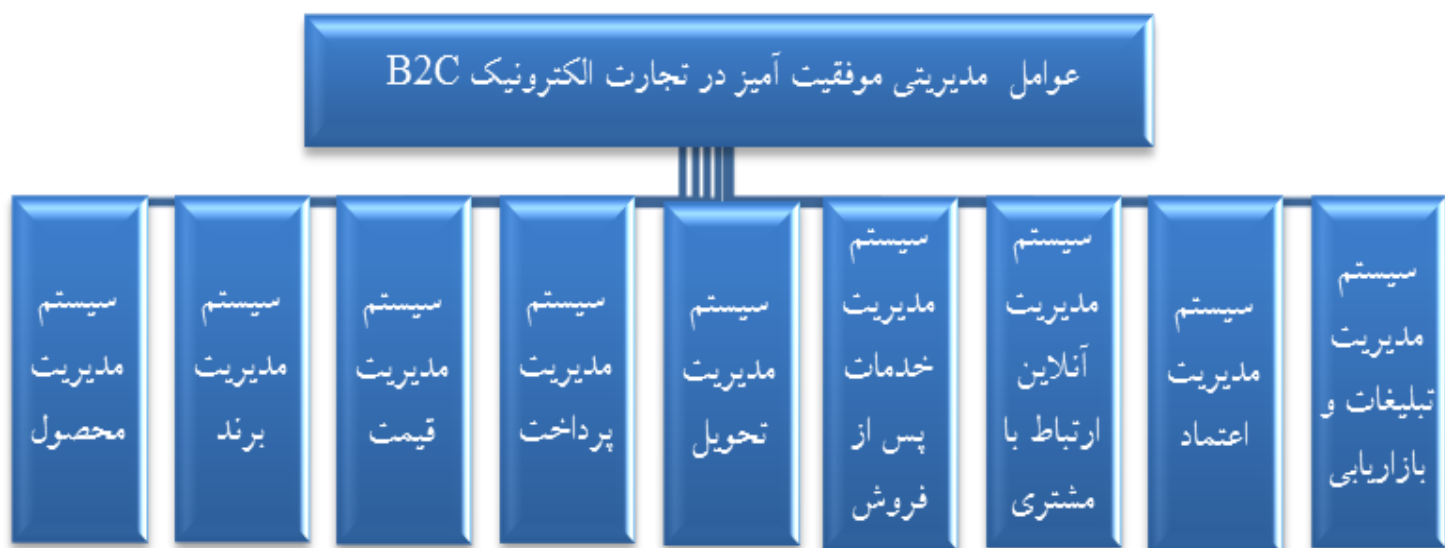 عوامل مدیریتی موفقیت آمیز در تجارت الکترونیک B2C
سیستم
مدیریت
تبلیغات و
بازاریابی
سیستم
مدیریت
اعتماد
سیستم
مدیریت
آنلاین
ارتباط با
مشتری
سیستم
مدیریت
خدمات
پس از
فروش
سیستم
مدیریت
تحویل
سیستم
مدیریت
پرداخت
سیستم
مدیریت
قیمت
سیستم
مدیریت
برند
سیستم
مدیریت
محصول